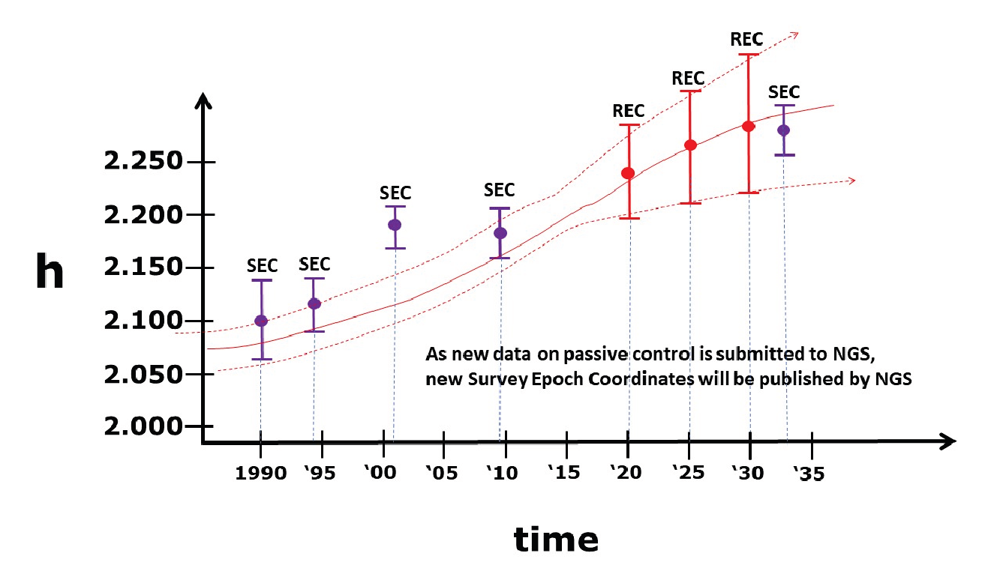 REC
REC
SEC
REC
2.250
SEC
SEC
2.200
h
2.150
SEC
SEC
2.100
As new data on passive control is submitted to NGS,
2.050
new Survey Epoch Coordinates will be published by NGS
2.000
1990 ‘95 ‘00 ‘05 ‘10 ‘15 ‘20 ‘25 ‘30 ‘35
time